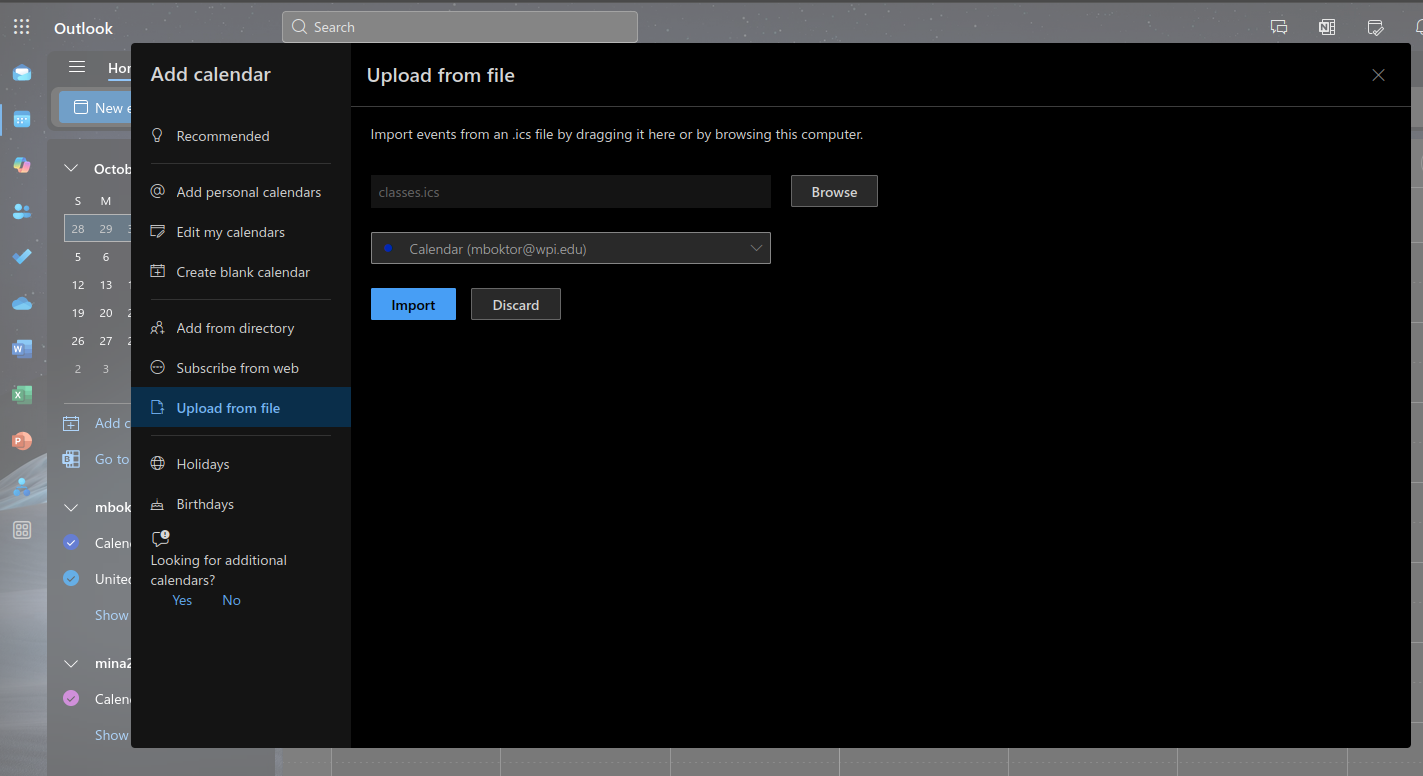 Outlook
Search
Hor
New e
Octob
S M
28 29 3
5 6
12 13 1
19 20 2
26 27 2
2 3
Add c
Go to
mbok
Calend
United
Show
mina2
Calend
Show
Add calendar
Recommended
Add personal calendars
Edit my calendars
Create blank calendar
Add from directory
Subscribe from web
Upload from file
Holidays
Birthdays
Looking for additional
calendars?
Yes No
Upload from file
Import events from an .ics file by dragging it here or by browsing this computer.
classes.ics
Browse
Calendar (mboktor@wpi.edu)
Import
Discard